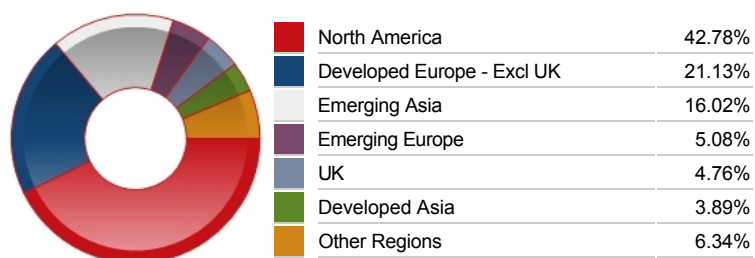 North America 42.78%
Developed Europe - Excl UK 21.13%
Emerging Asia 16.02%
Emerging Europe 5.08%
UK 4.76%
Developed Asia 3.89%
Other Regions 6.34%